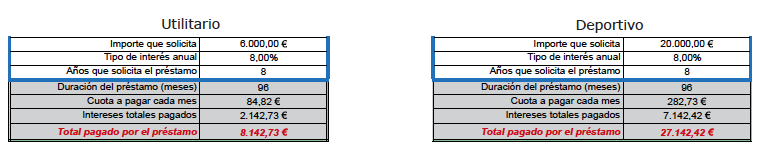 Utilitario
Importe que solicita 6.000,00 €
Tipo de interés anual 8,00%
Años que solicita el préstamo 8
Duración del préstamo (meses) 96
Cuota a pagar cada mes 84,82 €
Intereses totales pagados 2.142,73 €
Total pagado por el préstamo 8.142,73 €
Deportivo
Importe que solicita 20.000,00 €
Tipo de interés anual 8,00%
Años que solicita el préstamo 8
Duración del préstamo (meses) 96
Cuota a pagar cada mes 282,73 €
Intereses totales pagados 7.142,42 €
Total pagado por el préstamo 27.142,42 €